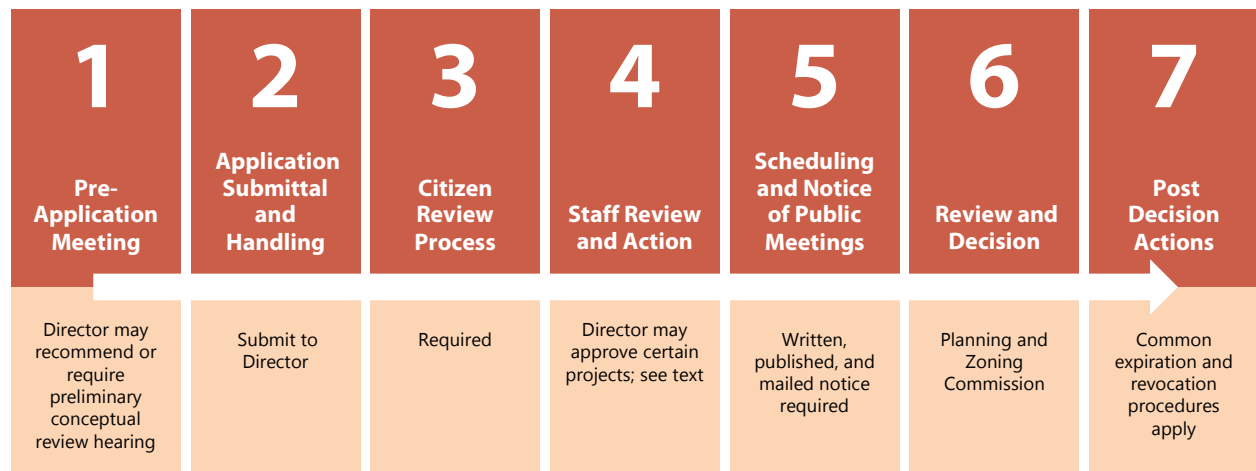 1
Pre-
Application
Meeting
Director may
recommend or
require
preliminary
conceptual
review hearing
2
Application
Submittal
and
Handling
Submit to
Director
3
Citizen
Review
Process
Required
4
Staff Review
and Action
Director may
approve certain
projects; see text
5
Scheduling
and Notice
of Public
Meetings
Written,
published, and
mailed notice
required
6
Review and
Decision
Planning and
Zoning
Commission
7
Post
Decision
Actions
Common
expiration and
revocation
procedures
apply